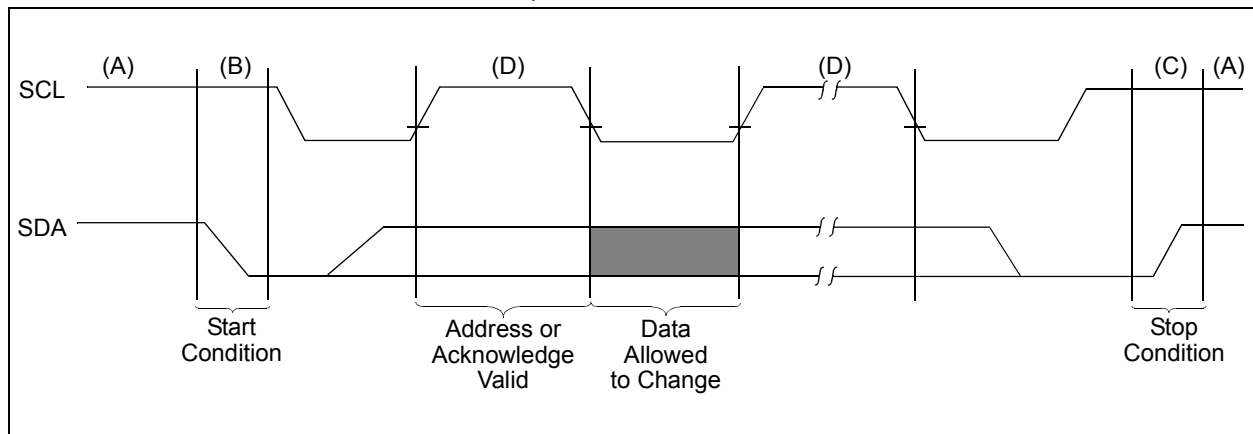 (A) (B) (D) (D) (C) (A)
SCL
SDA
Start
Condition
Address or
Acknowledge
Valid
Data
Allowed
to Change
Stop
Condition